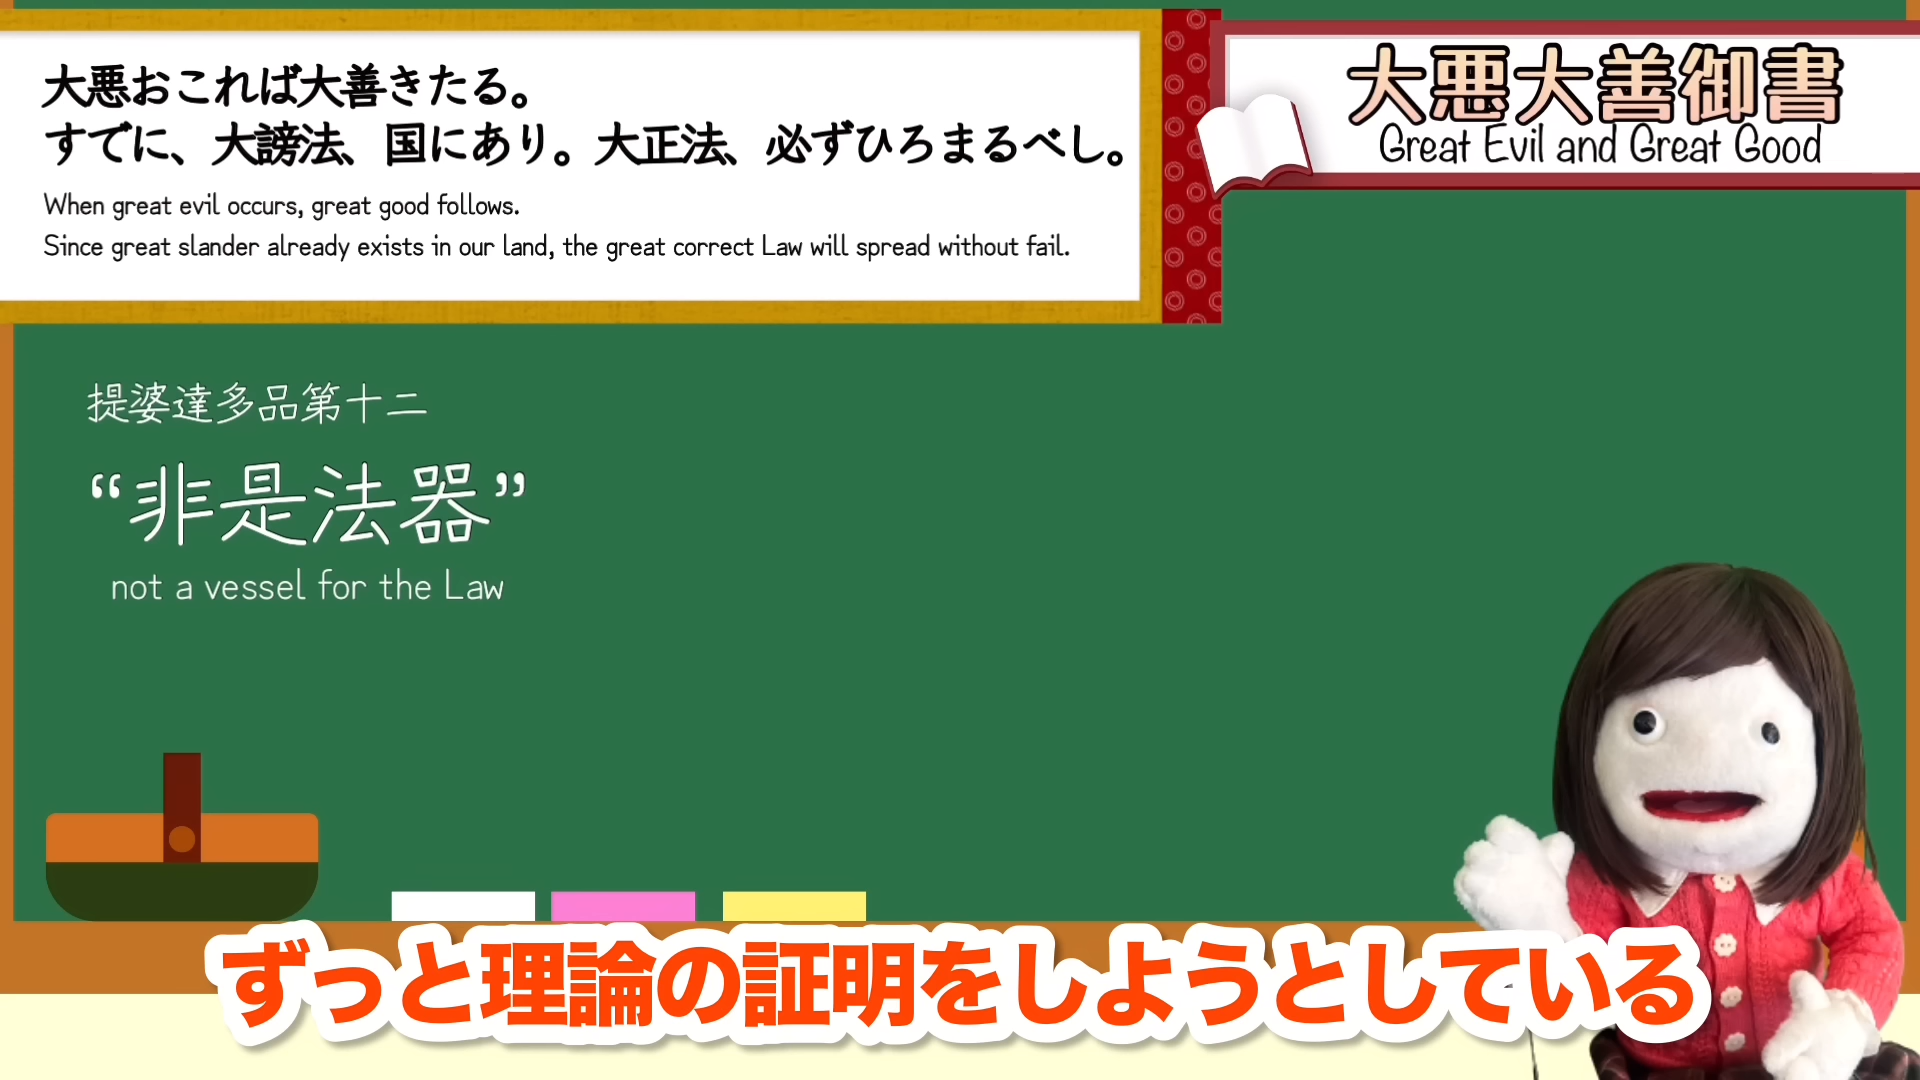 大悪おこれば大善きたる。
すでに、大謗法、国にあり。大正法、必ずひろまるべし。
When great evil occurs, great good follows.
Since great slander already exists in our land, the great correct Law will spread without fail.
大悪大善御書
Great Evil and Great Good
提婆達多品第十二
“非是法器”
not a vessel for the Law
ずっと理論の証明をしようとしている